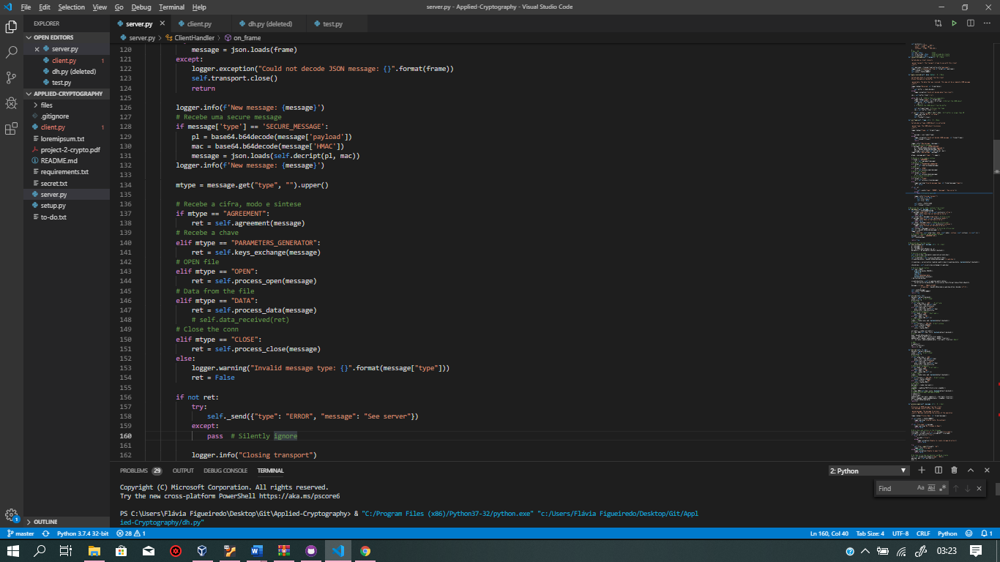 File Edit Selection View Go Debug Terminal Help
server.py - Applied-Cryptography - Visual Studio Code
EXPLORER
OPEN EDITORS
server.py
client.py 1
dh.py (deleted)
test.py
APPLIED-CRYPTOGRAPHY
files
.gitignore
client.py 1
loremipsum.txt
project-2-crypto.pdf
README.md
requirements.txt
secret.txt
server.py
setup.py
to-do.txt
OUTLINE
server.py client.py dh.py (deleted) test.py
server.py > ClientHandler > on_frame
120 message = json.loads(frame)
121 except:
122 logger.exception("Could not decode JSON message: {}".format(frame))
123 self.transport.close()
124 return
125
126 logger.info(f'New message: {message}')
127 # Recebe uma secure message
128 if message['type'] == 'SECURE_MESSAGE':
129 pl = base64.b64decode(message['payload'])
130 mac = base64.b64decode(message['HMAC'])
131 message = json.loads(self.decript(pl, mac))
132 logger.info(f'New message: {message}')
133
134 mtype = message.get("type", "").upper()
135
136 # Recebe a cifra, modo e sintese
137 if mtype == "AGREEMENT":
138 ret = self.agreement(message)
139 # Recebe a chave
140 elif mtype == "PARAMETERS_GENERATOR":
141 ret = self.keys_exchange(message)
142 # OPEN file
143 elif mtype == "OPEN":
144 ret = self.process_open(message)
145 # Data from the file
146 elif mtype == "DATA":
147 ret = self.process_data(message)
148 # self.data_received(ret)
149 # Close the conn
150 elif mtype == "CLOSE":
151 ret = self.process_close(message)
152 else:
153 logger.warning("Invalid message type: {}".format(message["type"]))
154 ret = False
155
156 if not ret:
157 try:
158 self._send({"type": "ERROR", "message": "See server"})
159 except:
160 pass # Silently ignore
161
162 logger.info("Closing transport")
PROBLEMS 29 OUTPUT DEBUG CONSOLE TERMINAL
2: Python
Find
Aa Abl .*
Copyright (C) Microsoft Corporation. All rights reserved.
Try the new cross-platform PowerShell https://aka.ms/pscore6
PS C:\Users\Flávia Figueiredo\Desktop\Git\Applied-Cryptography> & "C:/Program Files (x86)/Python37-32/python.exe" "c:/Users/Flávia Figueiredo/Desktop/Git/Appl
ied-Cryptography/dh.py"
master Python 3.7.4 32-bit 28 1
Ln 160, Col 40 Tab Size: 4 UTF-8 CRLF Python 1
03:23